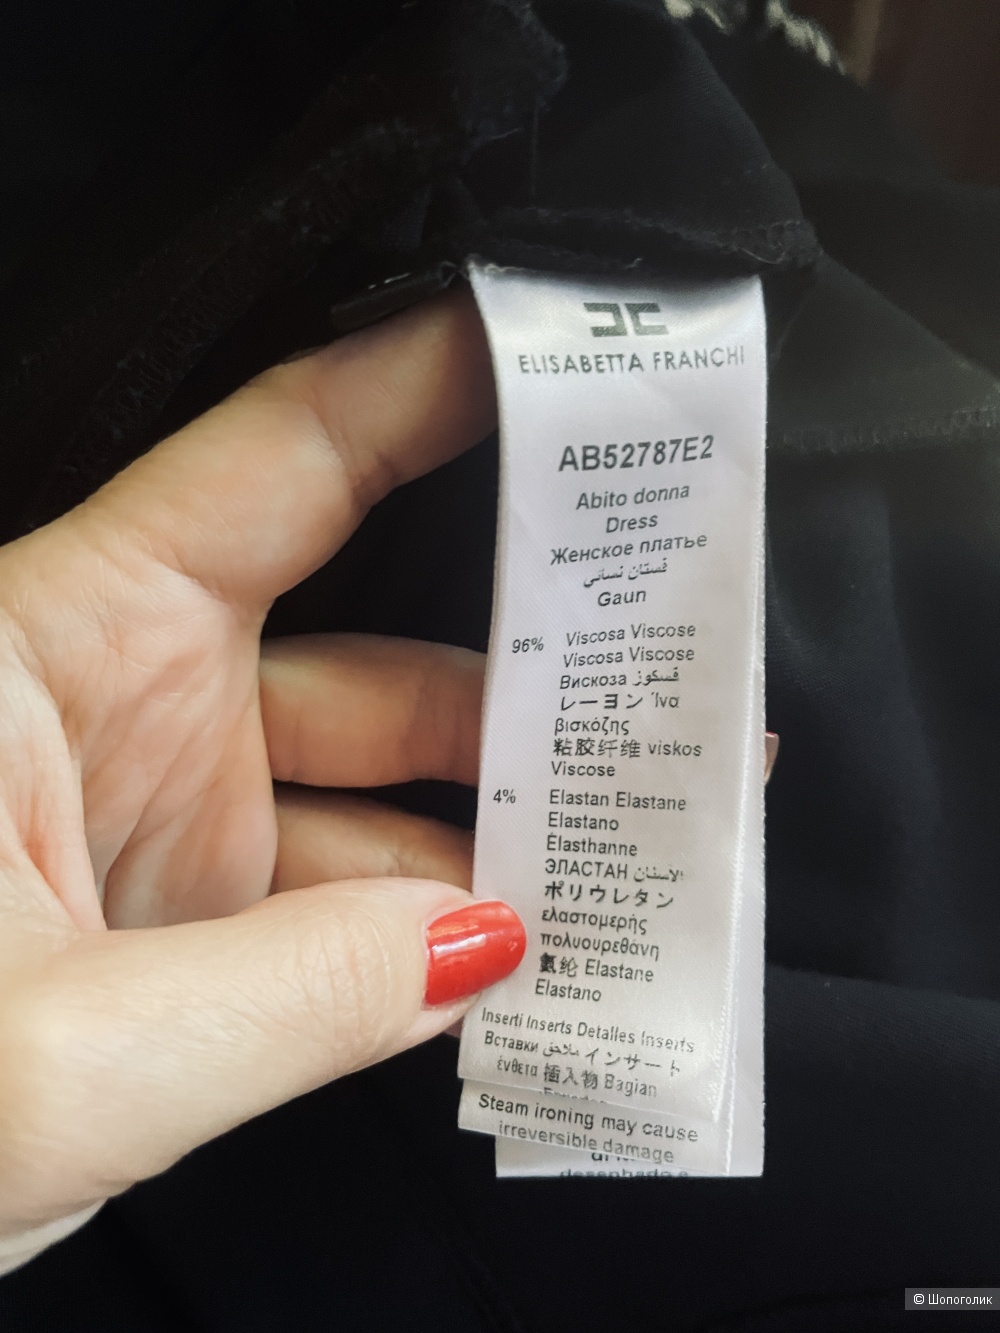 ELISABETTA FRANCHI
AB52787E2
Abito donna
Dress
Женское платье
فستان نسائي
Gaun
96% Viscosa Viscose
Viscosa Viscose
Вискоза فسكوز
レーヨン Ίνα
βισκόζης
粘胶纤维 viskos
Viscose
4% Elastan Elastane
Elastano
Élasthanne
ЭЛАСТАН الأستان
ポリウレタン
ελαστομερής
πολυουρεθάνη
氨纶 Elastane
Elastano
Inserti Inserts Detalles Inserts
Вставки ملاحق インサート
ένθετα 插入物 Bagian
Steam ironing may cause
irreversible damage
desenhado e
© Шопоголик